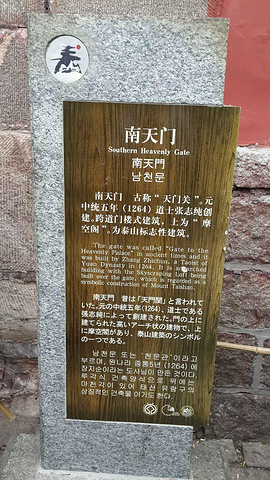 南天门
Southern Heavenly Gate
南天門
남천문
南天门 古称“天门关”。元
中统五年(1264)道士张志纯创
建。跨道门楼式建筑，上为“摩
空阁”。为泰山标志性建筑。
The gate was called "Gate to the
Heavenly Palace" in ancient times and it
was built by Zhang Zhichun, a Taoist of
Yuan Dynasty in 1264. It is an arched
building with the Skyscraping Loft being
built over the gate, which is regarded as a
symbolic construction of Mount Taishan.
南天門 昔は「天門関」と言われて
いた。元の中統五年(1264)、道士である
張志純によって創建された。門の上に
建てられた高いアーチ状の建物で、上
に摩空閣があり、泰山建築のシンボル
の一つである。
남천문 또는 "천문관"이라고
부르며, 원나라 중통5년 (1264)에
장지순이라는 도사님이 만든 것이다.
투각식 건축양식으로 위에는
마천각이 있어 태산 유람구의
상징적인 건축물 이기도 한다.